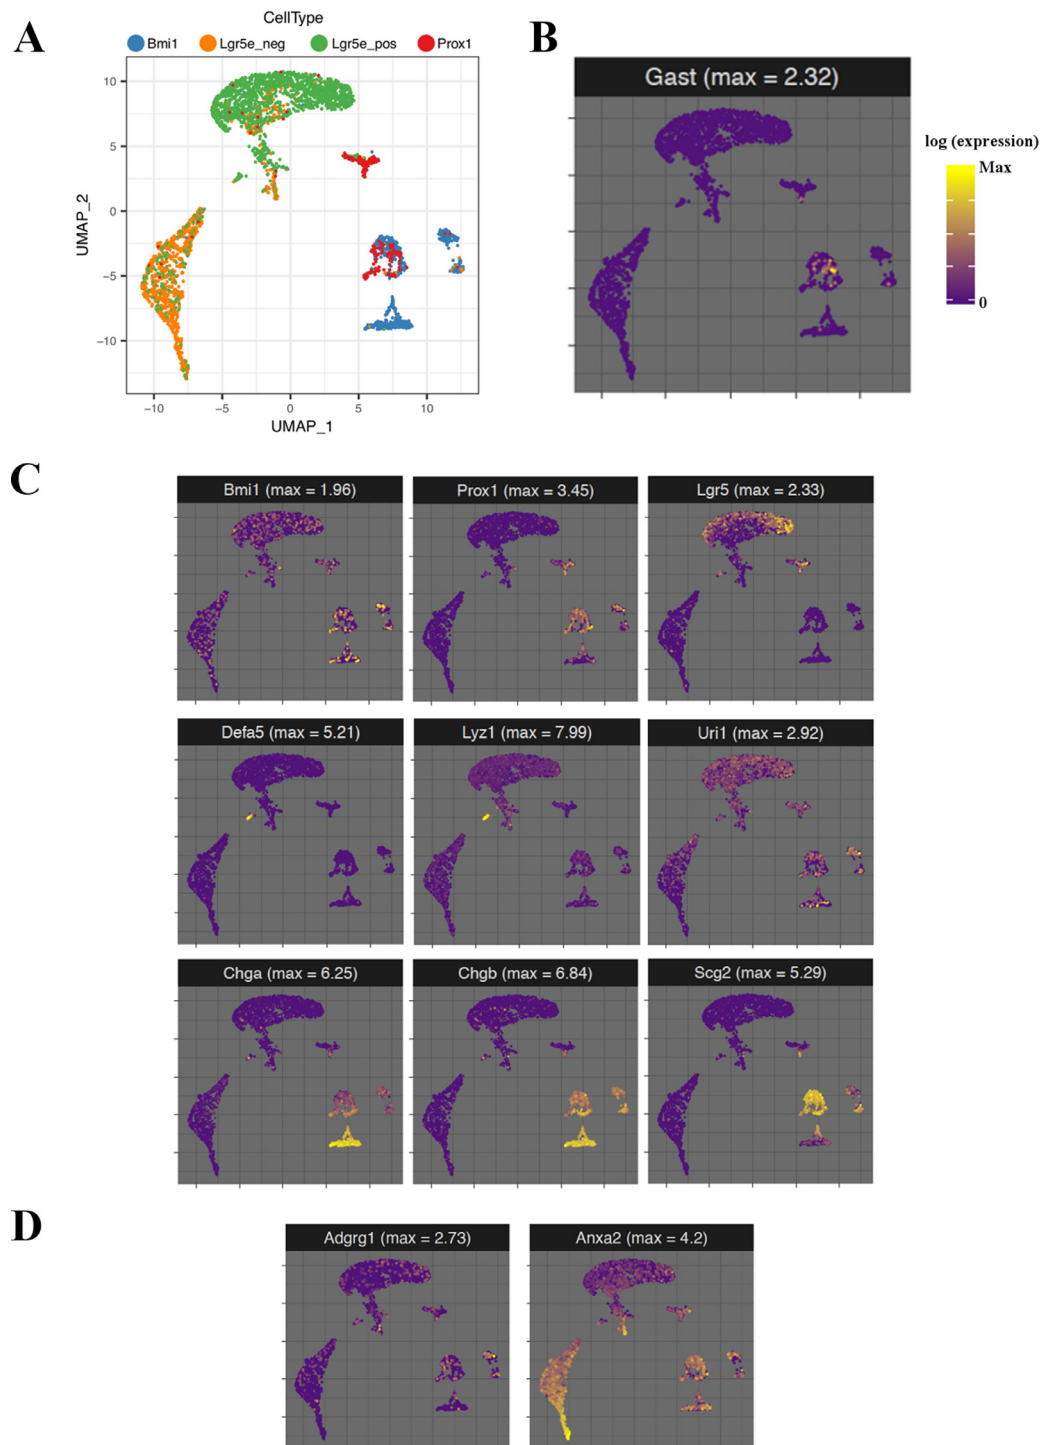 A
CellType
Bmi1 Lgr5e_neg Lgr5e_pos Prox1
10
5
0
−5
−10
UMAP_2
−10 −5 0 5 10
UMAP_1
B
Gast (max = 2.32)
log (expression)
Max
0
C
Bmi1 (max = 1.96) Prox1 (max = 3.45) Lgr5 (max = 2.33)
Defa5 (max = 5.21) Lyz1 (max = 7.99) Uri1 (max = 2.92)
Chga (max = 6.25) Chgb (max = 6.84) Scg2 (max = 5.29)
D
Adgrg1 (max = 2.73) Anxa2 (max = 4.2)